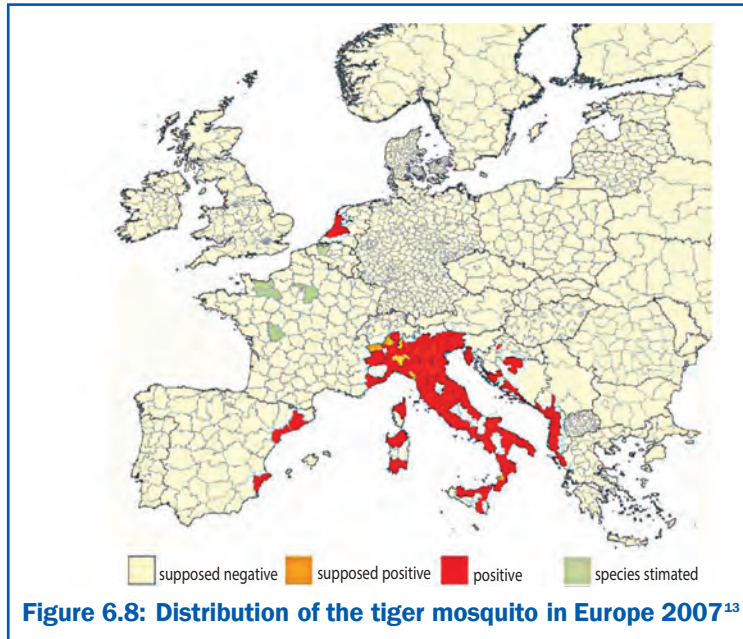 supposed negative supposed positive positive species stimated
Figure 6.8: Distribution of the tiger mosquito in Europe 2007¹³